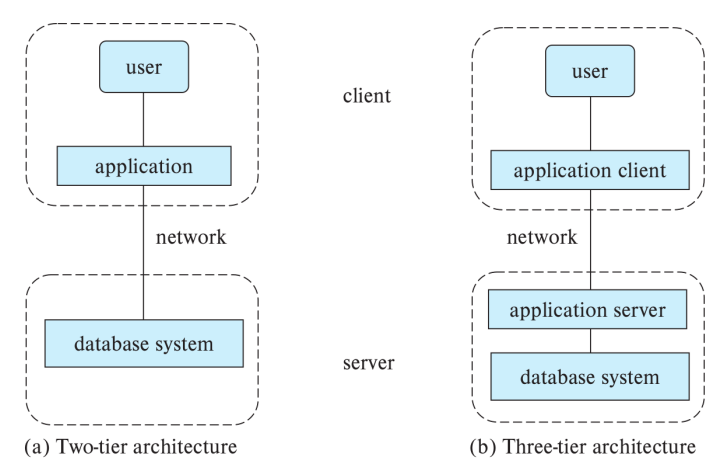 user
application
network
database system
(a) Two-tier architecture
client
server
user
application client
network
application server
database system
(b) Three-tier architecture